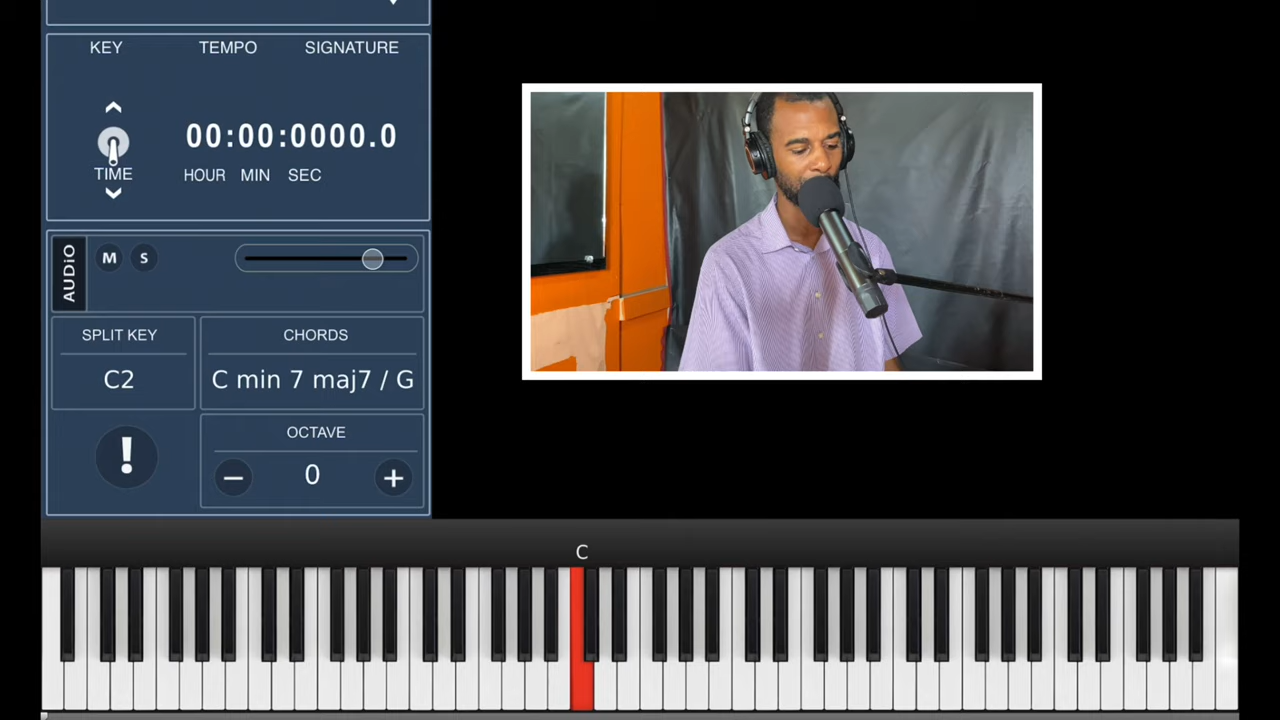 KEY TEMPO SIGNATURE
00:00:0000.0
TIME
HOUR MIN SEC
AUDiO
M S
SPLIT KEY
C2
CHORDS
C min 7 maj7 / G
!
OCTAVE
− 0 +
C